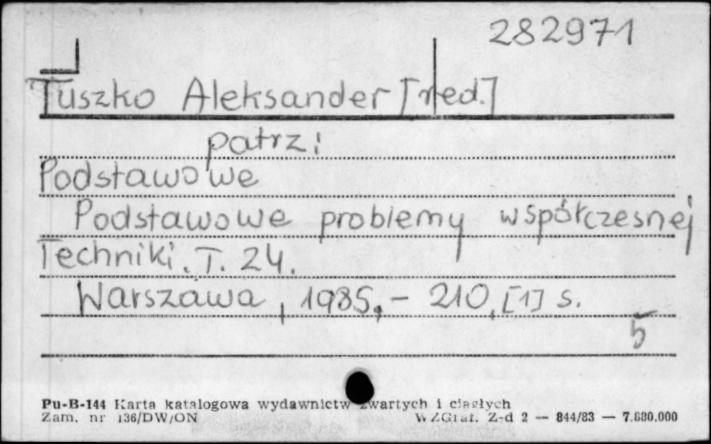 282971
Tuszko Aleksander [red.]
patrz:
Podstawowe
Podstawowe problemy współczesnej
Techniki. T. 24.
Warszawa, 1985. - 210, [1] s.
5
Pu-B-144 Karta katalogowa wydawnictw zwartych i ciągłych
Zam. nr 136/DW/ON WZGraf. Z-d 2 — 844/83 — 7.680.000